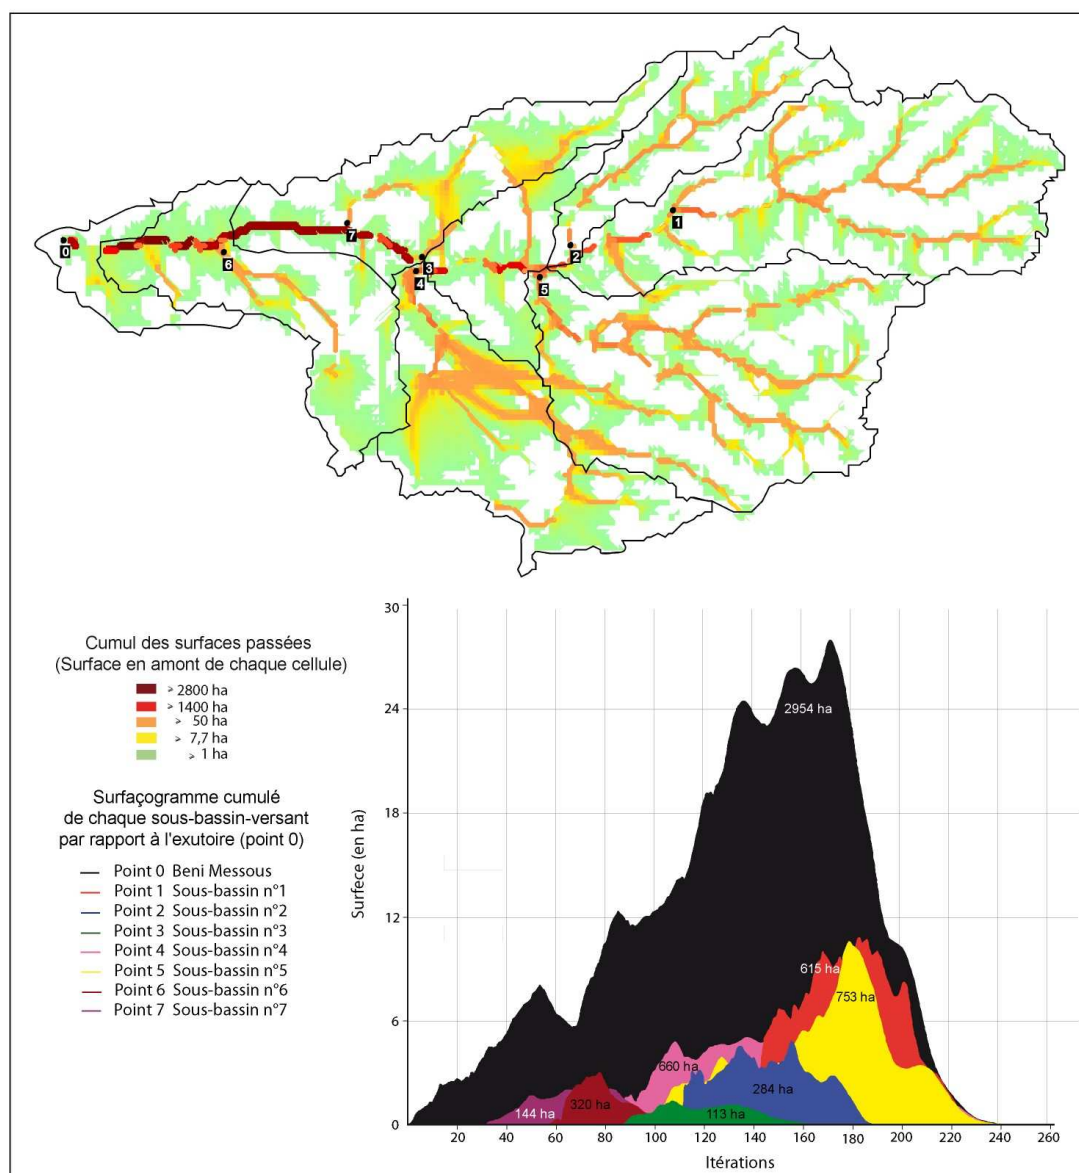 0
6
7
3
4
5
2
1
Cumul des surfaces passées
(Surface en amont de chaque cellule)
> 2800 ha
> 1400 ha
> 50 ha
> 7,7 ha
> 1 ha
Surfaçogramme cumulé
de chaque sous-bassin-versant
par rapport à l'exutoire (point 0)
Point 0 Beni Messous
Point 1 Sous-bassin n°1
Point 2 Sous-bassin n°2
Point 3 Sous-bassin n°3
Point 4 Sous-bassin n°4
Point 5 Sous-bassin n°5
Point 6 Sous-bassin n°6
Point 7 Sous-bassin n°7
Surfece (en ha)
30
24
18
12
6
0
2954 ha
615 ha
753 ha
660 ha
284 ha
320 ha
144 ha
113 ha
20 40 60 80 100 120 140 160 180 200 220 240 260
Itérations